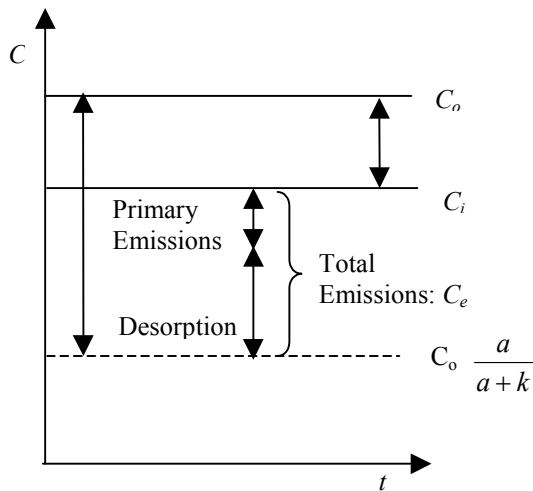 C
C_o
C_i
Primary
Emissions
Total
Emissions: C_e
Desorption
C_o a/(a + k)
t